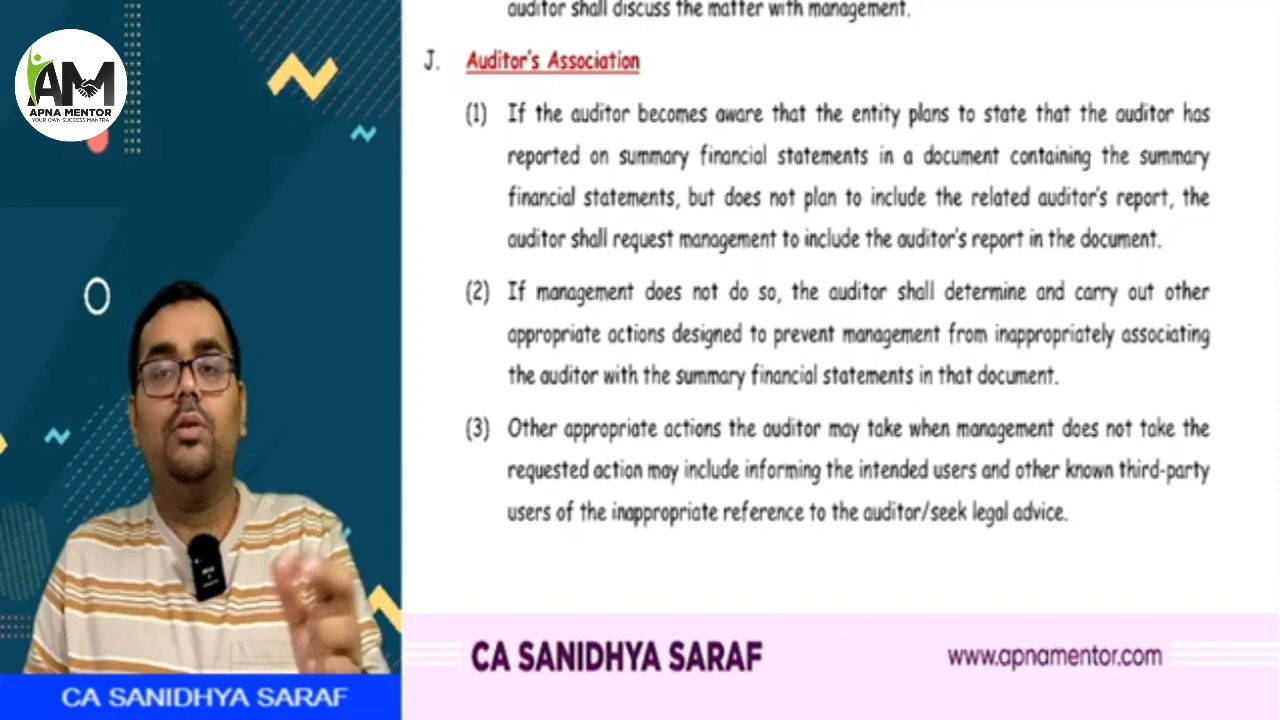 auditor shall discuss the matter with management.
AM
APNA MENTOR
YOUR OWN SUCCESS MANTRA
J. Auditor's Association
(1) If the auditor becomes aware that the entity plans to state that the auditor has
reported on summary financial statements in a document containing the summary
financial statements, but does not plan to include the related auditor's report, the
auditor shall request management to include the auditor's report in the document.
(2) If management does not do so, the auditor shall determine and carry out other
appropriate actions designed to prevent management from inappropriately associating
the auditor with the summary financial statements in that document.
(3) Other appropriate actions the auditor may take when management does not take the
requested action may include informing the intended users and other known third-party
users of the inappropriate reference to the auditor/seek legal advice.
CA SANIDHYA SARAF
www.apnamentor.com
CA SANIDHYA SARAF